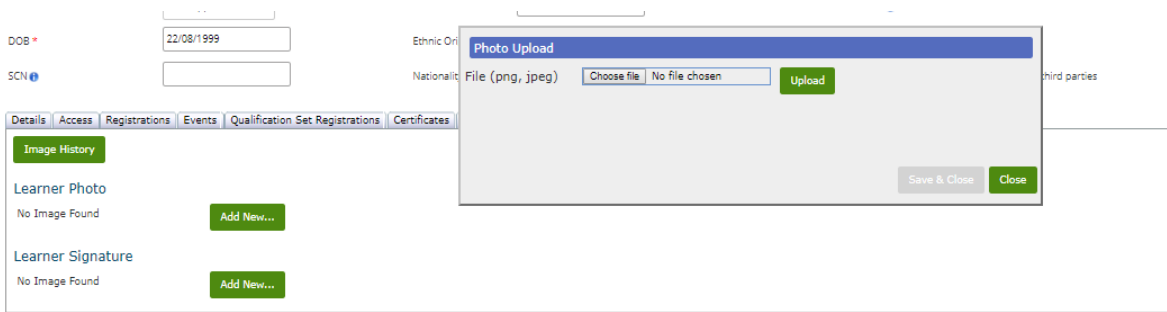 DOB *
22/08/1999
Ethnic Ori
SCN
Nationalit
third parties
Photo Upload
File (png, jpeg)
Choose file No file chosen
Upload
Save & Close
Close
Details Access Registrations Events Qualification Set Registrations Certificates
Image History
Learner Photo
No Image Found
Add New...
Learner Signature
No Image Found
Add New...